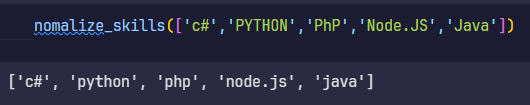 nomalize_skills(['c#','PYTHON','PhP','Node.JS','Java'])
['c#', 'python', 'php', 'node.js', 'java']